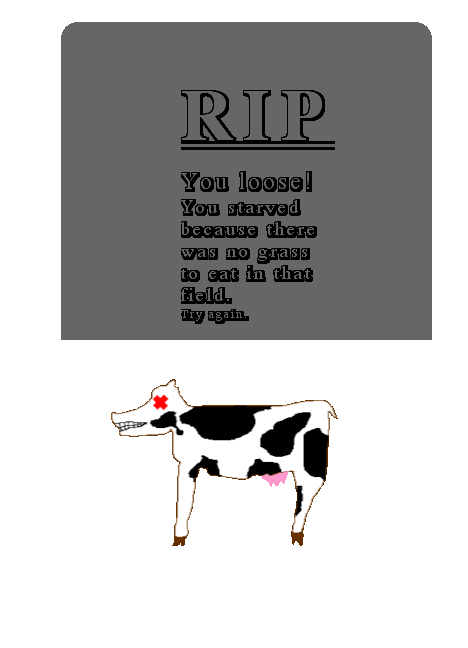 RIP
You loose!
You starved
because there
was no grass
to eat in that
field.
Try again.